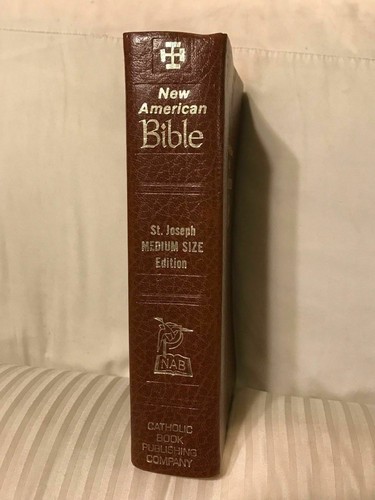 New
American
Bible
St. Joseph
MEDIUM SIZE
Edition
NAB
CATHOLIC
BOOK
PUBLISHING
COMPANY